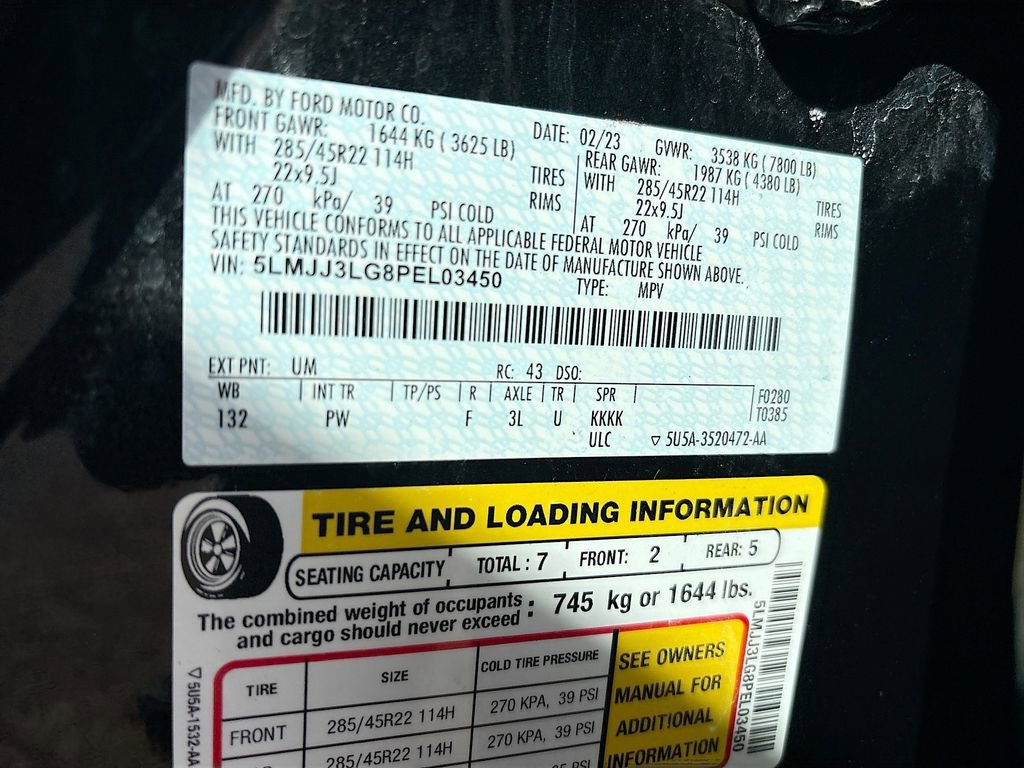 MFD. BY FORD MOTOR CO.
DATE: 02/23 GVWR: 3538 KG ( 7800 LB)
FRONT GAWR: 1644 KG ( 3625 LB)
WITH 285/45R22 114H TIRES
22x9.5J RIMS
AT 270 kPa/ 39 PSI COLD
REAR GAWR: 1987 KG ( 4380 LB)
WITH 285/45R22 114H TIRES
22x9.5J RIMS
AT 270 kPa/ 39 PSI COLD
THIS VEHICLE CONFORMS TO ALL APPLICABLE FEDERAL MOTOR VEHICLE
SAFETY STANDARDS IN EFFECT ON THE DATE OF MANUFACTURE SHOWN ABOVE.
VIN: 5LMJJ3LG8PEL03450
TYPE: MPV
EXT PNT: UM RC: 43 DSO:
WB INT TR TP/PS R AXLE TR SPR F0280
132 PW F 3L U KKKK T0385
ULC 5U5A-3520472-AA
TIRE AND LOADING INFORMATION
SEATING CAPACITY TOTAL : 7 FRONT: 2 REAR: 5
The combined weight of occupants
and cargo should never exceed : 745 kg or 1644 lbs.
TIRE SIZE COLD TIRE PRESSURE
FRONT 285/45R22 114H 270 KPA, 39 PSI
285/45R22 114H 270 KPA, 39 PSI
PSI
SEE OWNERS
MANUAL FOR
ADDITIONAL
INFORMATION
5LMJJ3LG8PEL03450
5U5A-1532-AA